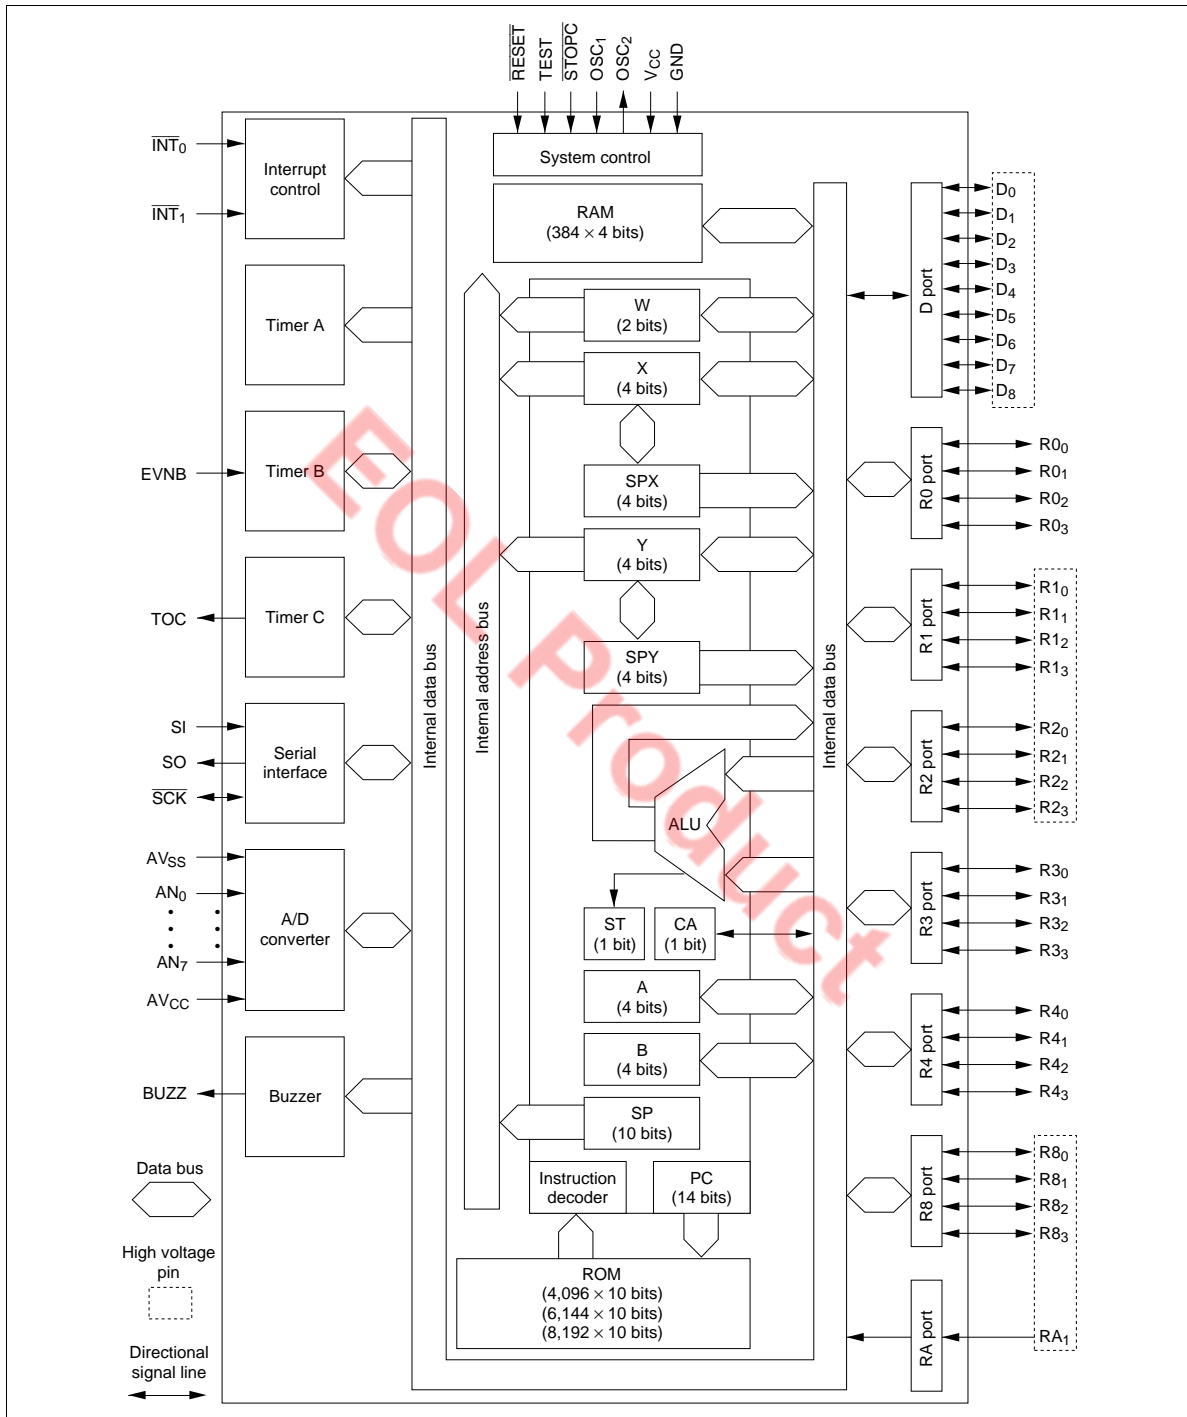 RESET
TEST
STOPC
OSC1
OSC2
VCC
GND
INT0
INT1
Interrupt
control
System control
RAM
(384 × 4 bits)
D port
D0
D1
D2
D3
D4
D5
D6
D7
D8
Timer A
W
(2 bits)
X
(4 bits)
EVNB
Timer B
SPX
(4 bits)
R0 port
R00
R01
R02
R03
Y
(4 bits)
TOC
Timer C
SPY
(4 bits)
R1 port
R10
R11
R12
R13
Internal data bus
Internal address bus
Internal data bus
SI
SO
SCK
Serial
interface
ALU
R2 port
R20
R21
R22
R23
AVSS
AN0
AN7
AVCC
A/D
converter
ST
(1 bit)
CA
(1 bit)
R3 port
R30
R31
R32
R33
A
(4 bits)
B
(4 bits)
R4 port
R40
R41
R42
R43
BUZZ
Buzzer
SP
(10 bits)
Instruction
decoder
PC
(14 bits)
R8 port
R80
R81
R82
R83
ROM
(4,096 × 10 bits)
(6,144 × 10 bits)
(8,192 × 10 bits)
RA port
RA1
Data bus
High voltage
pin
Directional
signal line
EOL Product